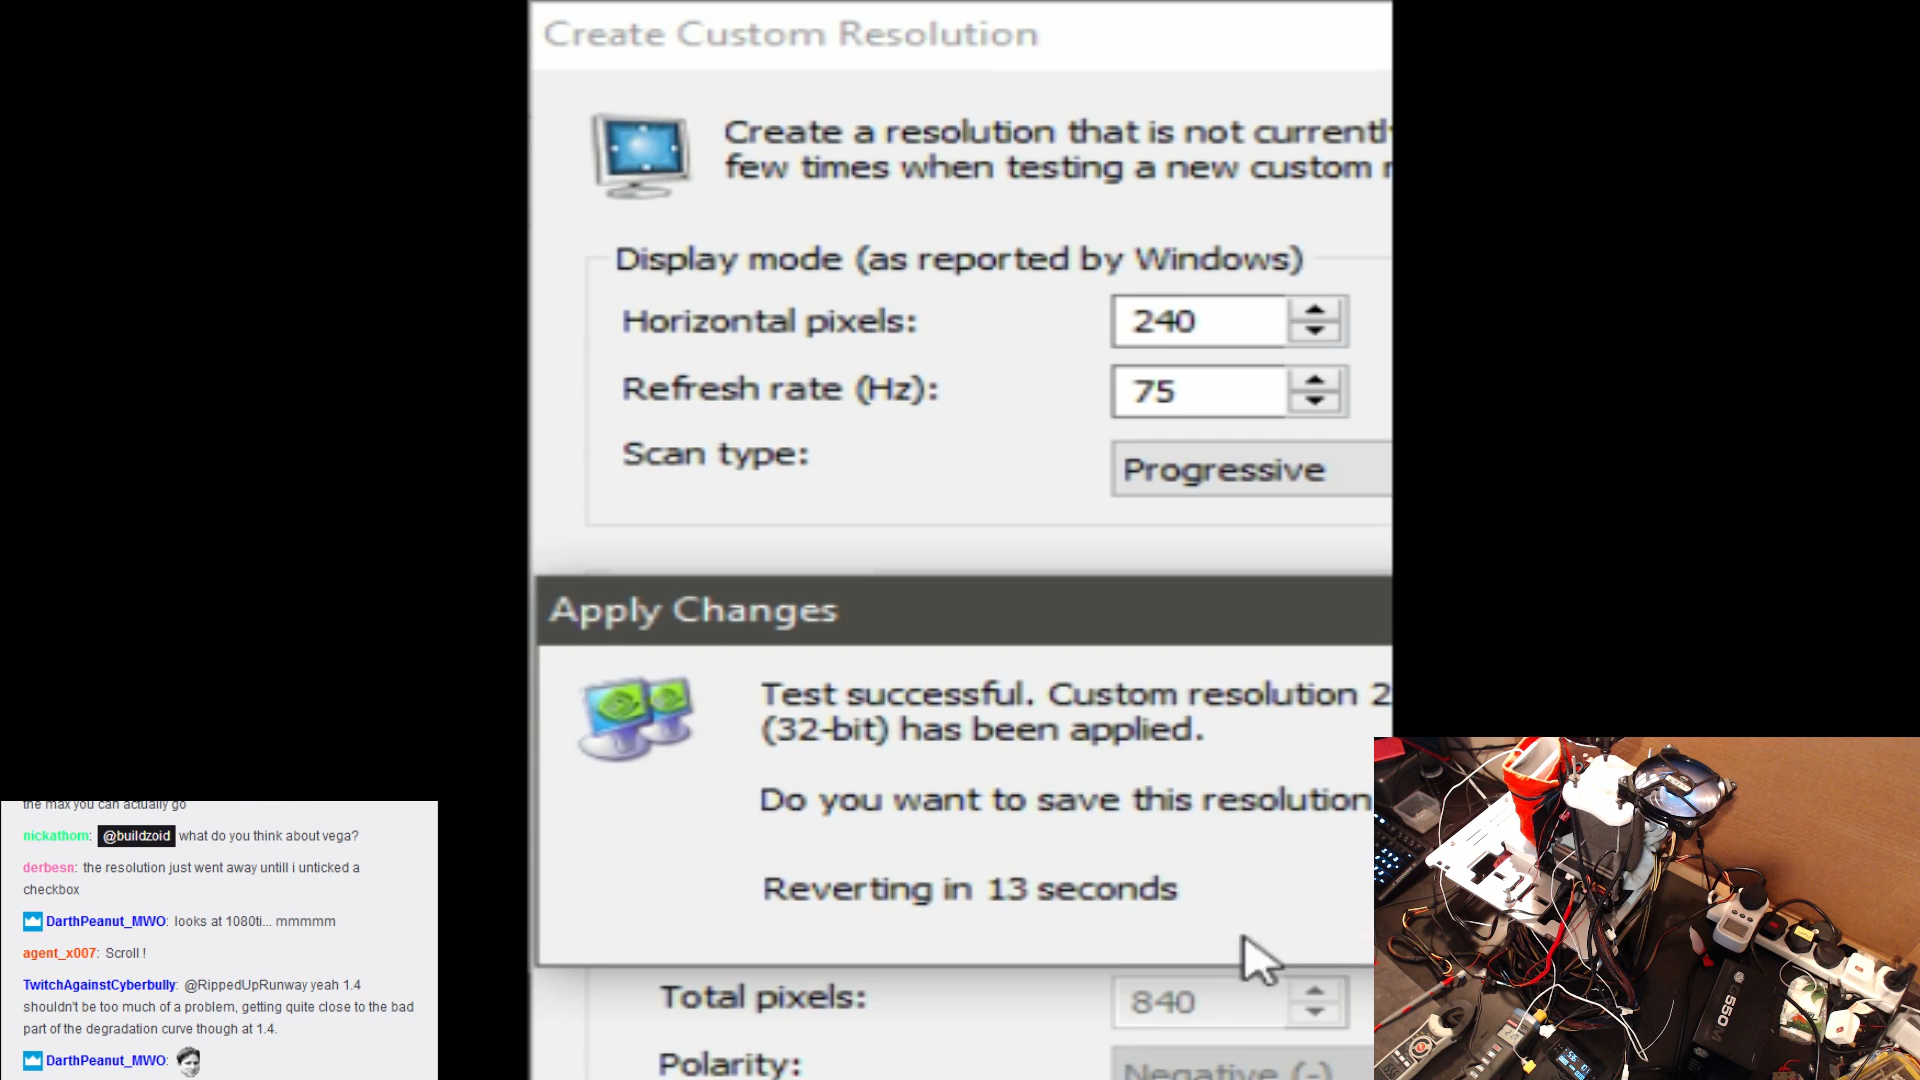 Create Custom Resolution
Create a resolution that is not currently
few times when testing a new custom r
Display mode (as reported by Windows)
Horizontal pixels: 240
Refresh rate (Hz): 75
Scan type: Progressive
Apply Changes
Test successful. Custom resolution 2
(32-bit) has been applied.
Do you want to save this resolution
Reverting in 13 seconds
Total pixels: 840
Polarity: Negative (-)
the max you can actually go
nickathom: @buildzoid what do you think about vega?
derbesn: the resolution just went away untill i unticked a
checkbox
DarthPeanut_MWO: looks at 1080ti... mmmmm
agent_x007: Scroll !
TwitchAgainstCyberbully: @RippedUpRunway yeah 1.4
shouldn't be too much of a problem, getting quite close to the bad
part of the degradation curve though at 1.4.
DarthPeanut_MWO:
G550M